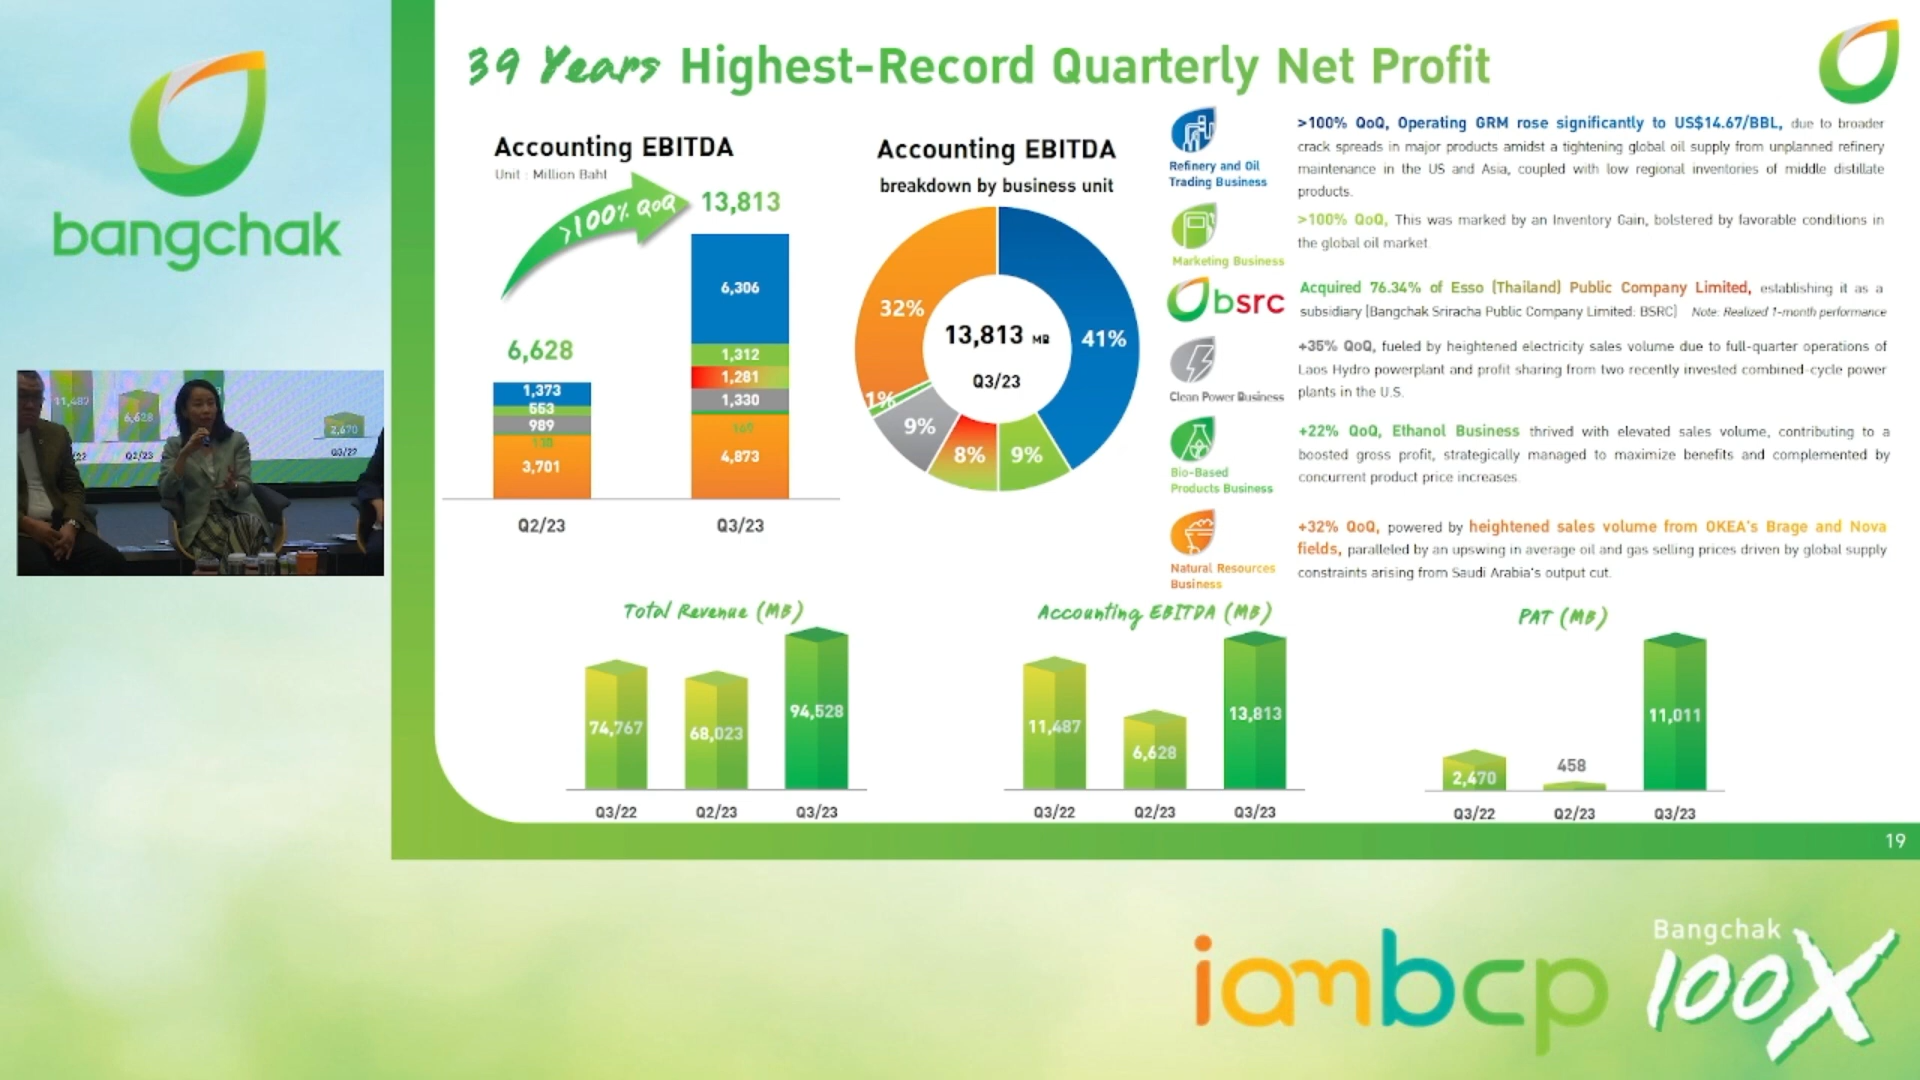 bangchak
11,487
6,628
2,470
Q2/23
39 Years Highest-Record Quarterly Net Profit
Accounting EBITDA
Unit : Million Baht
>100% QoQ
13,813
6,306
1,312
1,281
1,330
169
4,873
6,628
1,373
553
989
4,873
3,701
Q2/23
Q3/23
Accounting EBITDA
breakdown by business unit
32%
41%
1%
9%
8%
9%
13,813 MB
Q3/23
Refinery and Oil
Trading Business
>100% QoQ, Operating GRM rose significantly to US$14.67/BBL, due to broader
crack spreads in major products amidst a tightening global oil supply from unplanned refinery
maintenance in the US and Asia, coupled with low regional inventories of middle distillate
products.
Marketing Business
>100% QoQ, This was marked by an Inventory Gain, bolstered by favorable conditions in
the global oil market
bsrc
Acquired 76.34% of Esso (Thailand) Public Company Limited, establishing it as a
subsidiary (Bangchak Sriracha Public Company Limited: BSRC) Note: Realized 1-month performance
Clean Power Business
+35% QoQ, fueled by heightened electricity sales volume due to full-quarter operations of
Laos Hydro powerplant and profit sharing from two recently invested combined-cycle power
plants in the U.S.
Bio-Based
Products Business
+22% QoQ, Ethanol Business thrived with elevated sales volume, contributing to a
boosted gross profit, strategically managed to maximize benefits and complemented by
concurrent product price increases.
Natural Resources
Business
+32% QoQ, powered by heightened sales volume from OKEA's Brage and Nova
fields, paralleled by an upswing in average oil and gas selling prices driven by global supply
constraints arising from Saudi Arabia's output cut.
Total Revenue (MB)
74,767
68,023
94,528
Q3/22
Q2/23
Q3/23
Accounting EBITDA (MB)
11,487
6,628
13,813
Q3/22
Q2/23
Q3/23
PAT (MB)
2,470
458
11,011
Q3/22
Q2/23
Q3/23
19
iambcp
Bangchak
100X